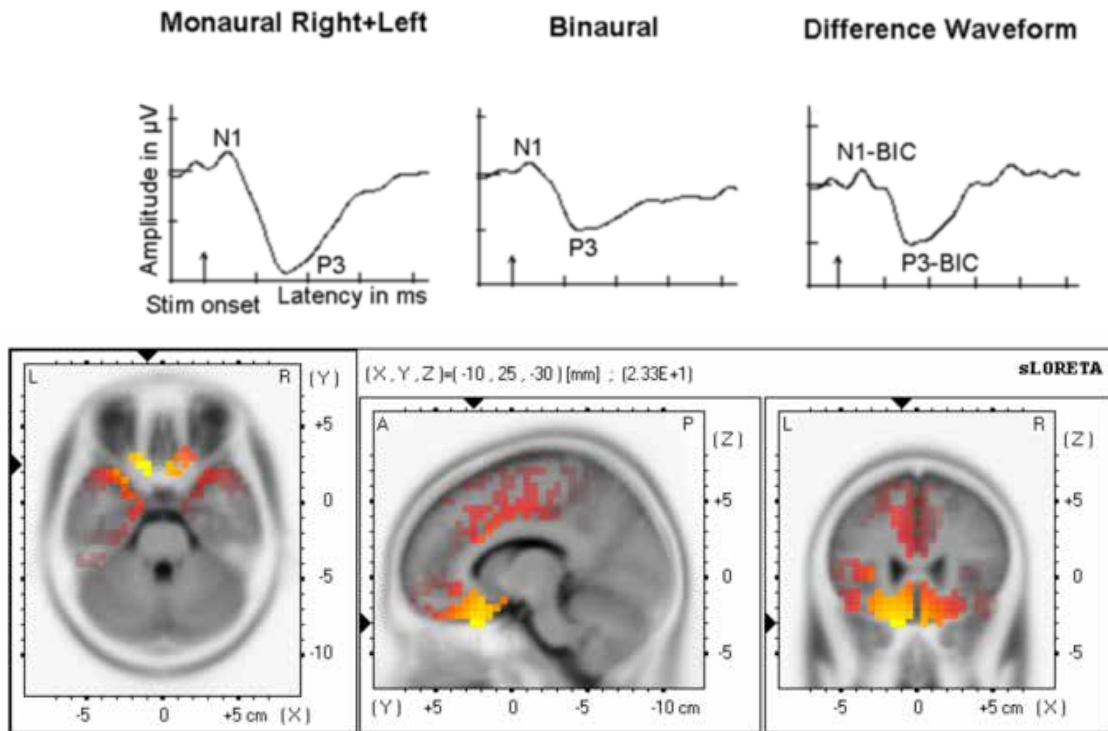 Monaural Right+Left
Binaural
Difference Waveform
Amplitude in µV
N1
P3
Stim onset
Latency in ms
N1
P3
N1-BIC
P3-BIC
(X, Y, Z)=(-10, 25, -30) [mm] ; (2.33E+1)
sLORETA
L R (Y)
+5
0
-5
-10
-5 0 +5 cm (X)
A P (Z)
+5
0
-5
(Y) +5 0 -5 -10 cm
L R (Z)
+5
0
-5
-5 0 +5 cm (X)